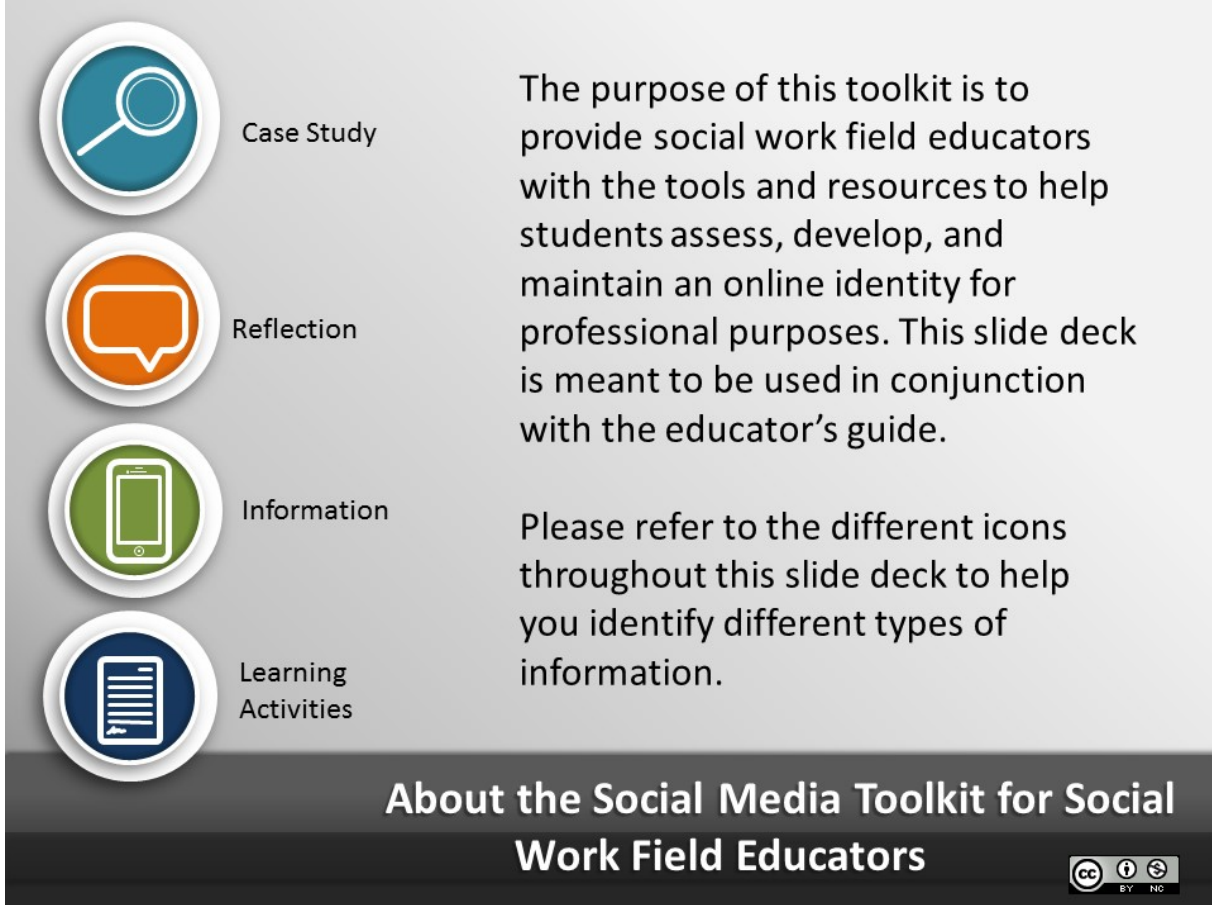 Case Study
Reflection
Information
Learning
Activities
The purpose of this toolkit is to
provide social work field educators
with the tools and resources to help
students assess, develop, and
maintain an online identity for
professional purposes. This slide deck
is meant to be used in conjunction
with the educator’s guide.
Please refer to the different icons
throughout this slide deck to help
you identify different types of
information.
About the Social Media Toolkit for Social
Work Field Educators
cc BY NC